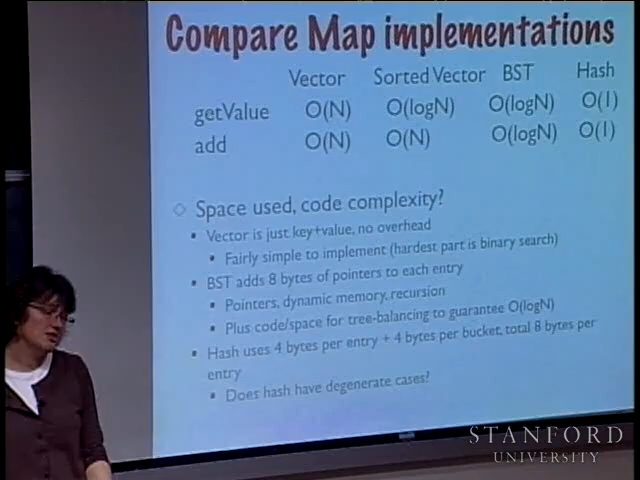 Compare Map implementations
Vector Sorted Vector BST Hash
getValue O(N) O(logN) O(logN) O(1)
add O(N) O(N) O(logN) O(1)
Space used, code complexity?
Vector is just key+value, no overhead
Fairly simple to implement (hardest part is binary search)
BST adds 8 bytes of pointers to each entry
Pointers, dynamic memory, recursion
Plus code/space for tree-balancing to guarantee O(logN)
Hash uses 4 bytes per entry + 4 bytes per bucket, total 8 bytes per
entry
Does hash have degenerate cases?
STANFORD
UNIVERSITY